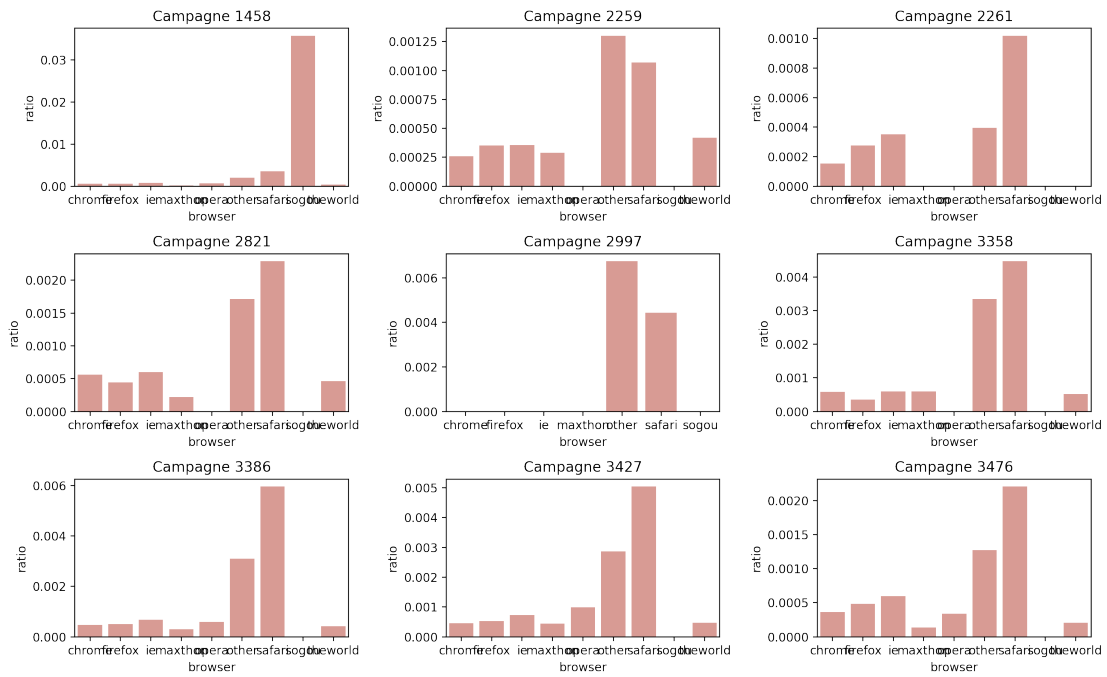 Campagne 1458
0.03
0.02
0.01
0.00
ratio
chrome firefox ie maxthon opera other safari sogou theworld
browser
Campagne 2259
0.00125
0.00100
0.00075
0.00050
0.00025
0.00000
ratio
chrome firefox ie maxthon opera other safari sogou theworld
browser
Campagne 2261
0.0010
0.0008
0.0006
0.0004
0.0002
0.0000
ratio
chrome firefox ie maxthon opera other safari sogou theworld
browser
Campagne 2821
0.0020
0.0015
0.0010
0.0005
0.0000
ratio
chrome firefox ie maxthon opera other safari sogou theworld
browser
Campagne 2997
0.006
0.004
0.002
0.000
ratio
chrome firefox ie maxthon other safari sogou
browser
Campagne 3358
0.004
0.003
0.002
0.001
0.000
ratio
chrome firefox ie maxthon opera other safari sogou theworld
browser
Campagne 3386
0.006
0.004
0.002
0.000
ratio
chrome firefox ie maxthon opera other safari sogou theworld
browser
Campagne 3427
0.005
0.004
0.003
0.002
0.001
0.000
ratio
chrome firefox ie maxthon opera other safari sogou theworld
browser
Campagne 3476
0.0020
0.0015
0.0010
0.0005
0.0000
ratio
chrome firefox ie maxthon opera other safari sogou theworld
browser